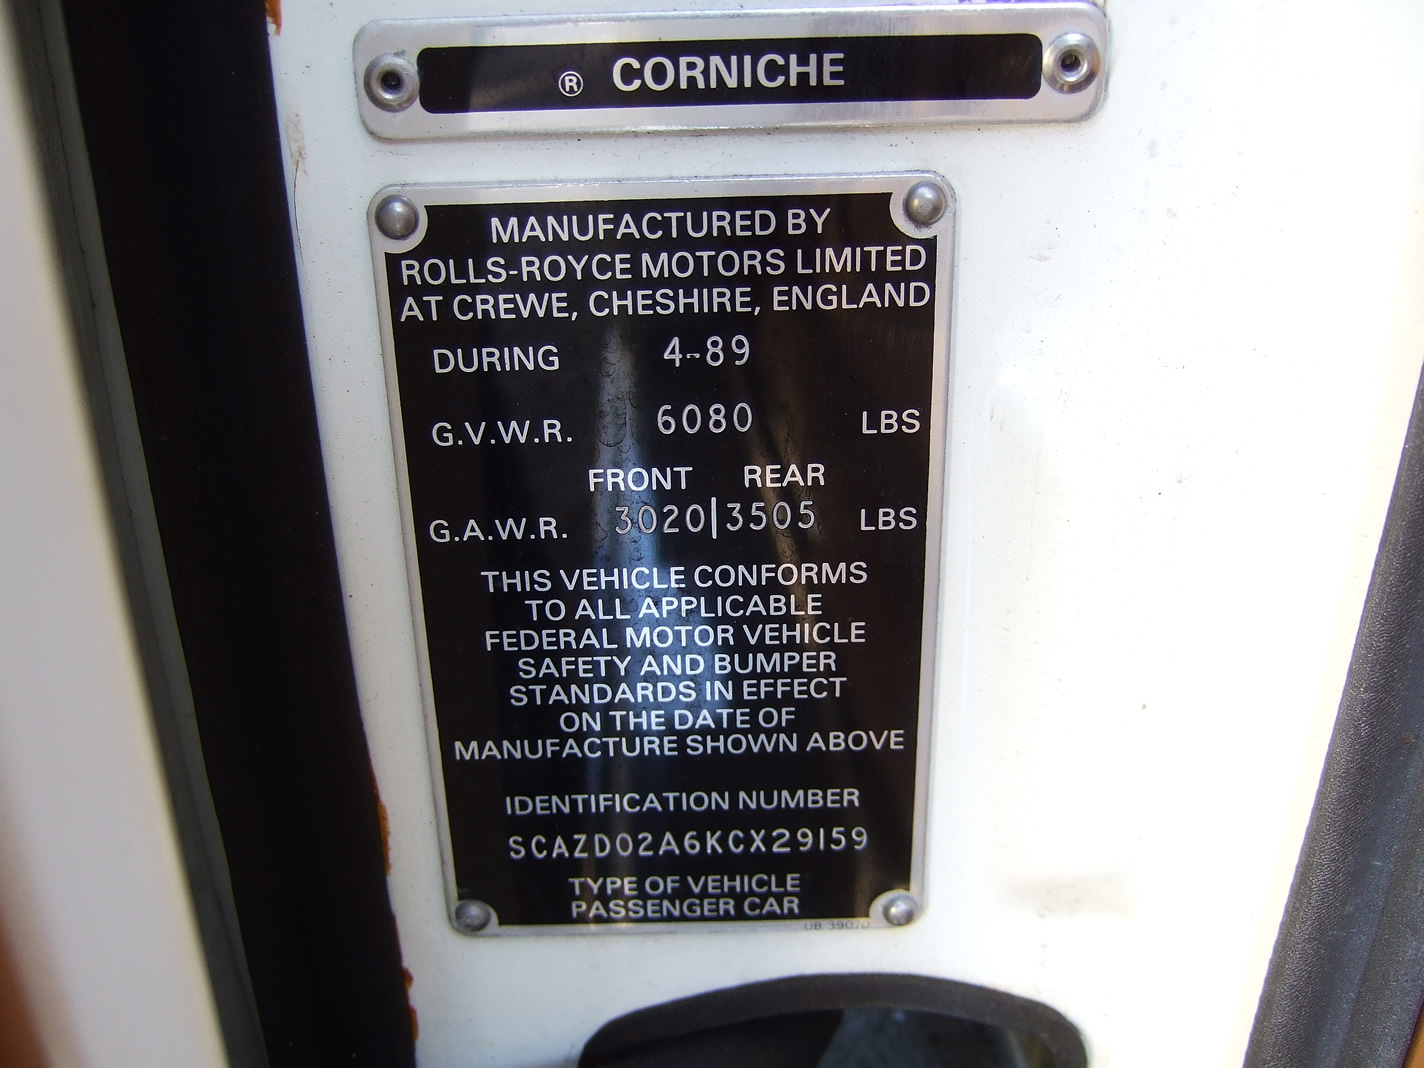 ® CORNICHE
MANUFACTURED BY
ROLLS-ROYCE MOTORS LIMITED
AT CREWE, CHESHIRE, ENGLAND
DURING 4-89
G.V.W.R. 6080 LBS
FRONT REAR
G.A.W.R. 3020|3505 LBS
THIS VEHICLE CONFORMS
TO ALL APPLICABLE
FEDERAL MOTOR VEHICLE
SAFETY AND BUMPER
STANDARDS IN EFFECT
ON THE DATE OF
MANUFACTURE SHOWN ABOVE
IDENTIFICATION NUMBER
SCAZD02A6KCX29159
TYPE OF VEHICLE
PASSENGER CAR
UB